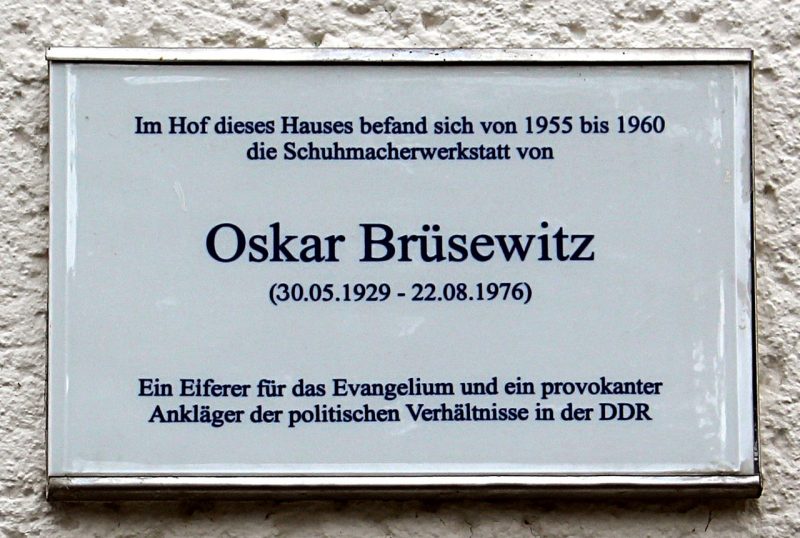 Im Hof dieses Hauses befand sich von 1955 bis 1960
die Schuhmacherwerkstatt von
Oskar Brüsewitz
(30.05.1929 - 22.08.1976)
Ein Eiferer für das Evangelium und ein provokanter
Ankläger der politischen Verhältnisse in der DDR